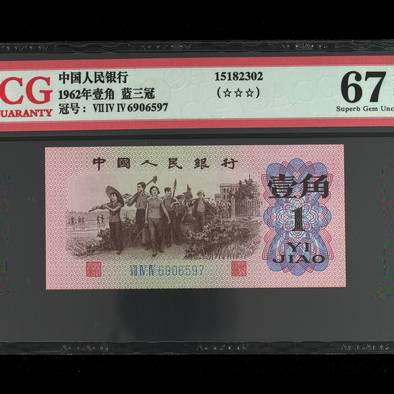 CG
GUARANTY
中国人民银行
1962年壹角 蓝三冠
冠号： VII IV IV 6906597
15182302
(☆☆☆)
67
Superb Gem Unc
中國人民銀行
壹角
1
YI
JIAO
VII IV IV 6906597